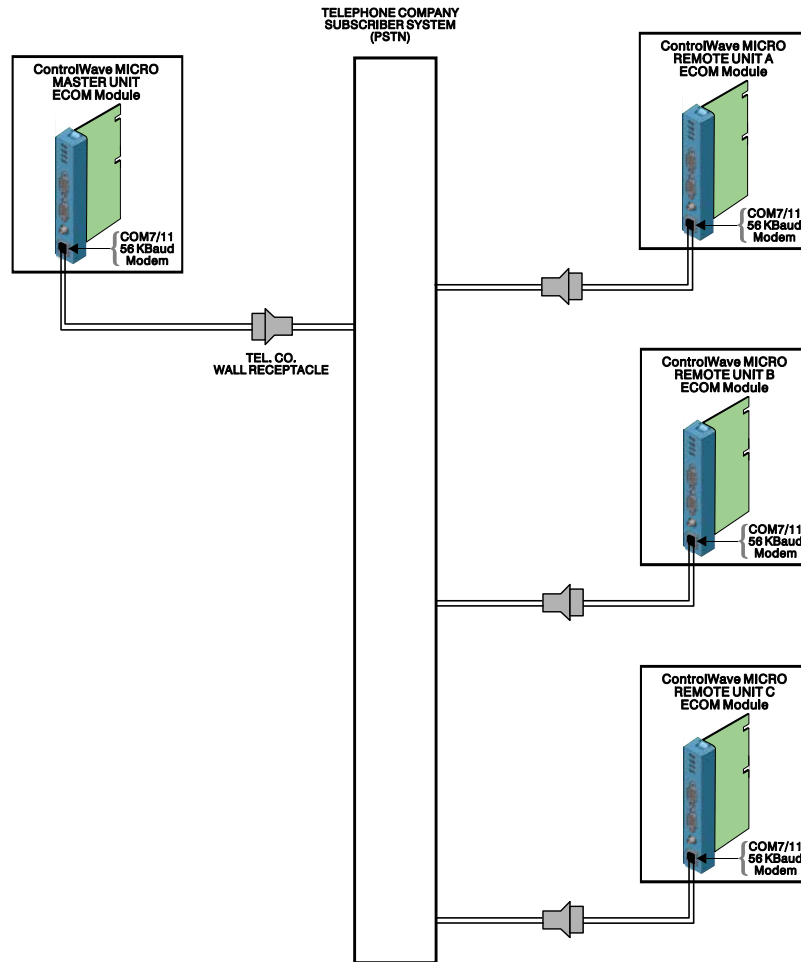 TELEPHONE COMPANY
SUBSCRIBER SYSTEM
(PSTN)
ControlWave MICRO
MASTER UNIT
ECOM Module
COM7/11
56 KBaud
Modem
TEL. CO.
WALL RECEPTACLE
ControlWave MICRO
REMOTE UNIT A
ECOM Module
COM7/11
56 KBaud
Modem
ControlWave MICRO
REMOTE UNIT B
ECOM Module
COM7/11
56 KBaud
Modem
ControlWave MICRO
REMOTE UNIT C
ECOM Module
COM7/11
56 KBaud
Modem